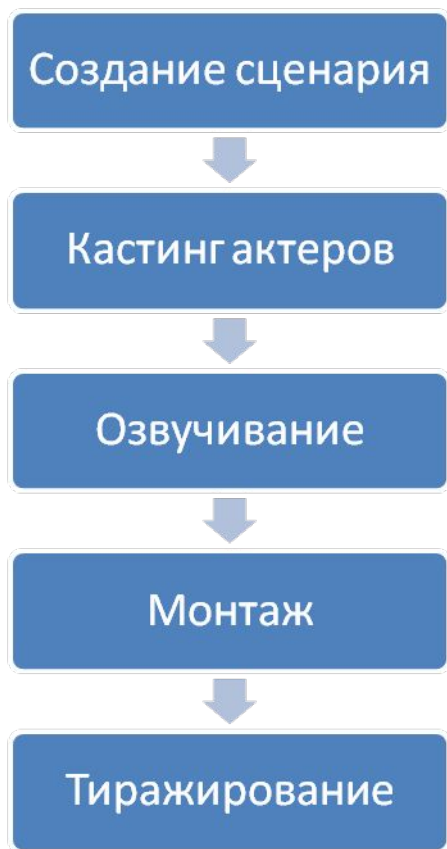 Создание сценария
Кастинг актеров
Озвучивание
Монтаж
Тиражирование